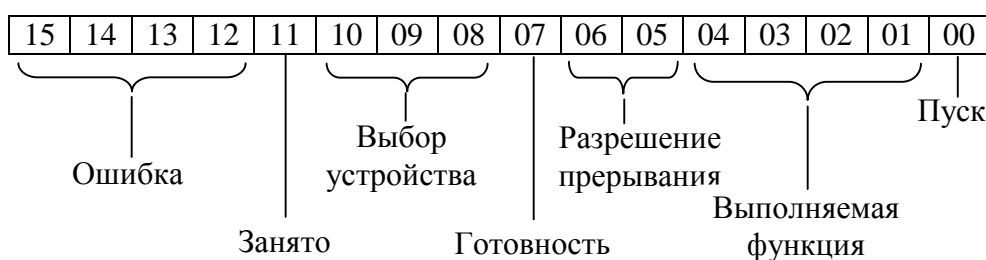 15 14 13 12 11 10 09 08 07 06 05 04 03 02 01 00
Пуск
Выбор
устройства
Разрешение
прерывания
Ошибка
Выполняемая
функция
Занято
Готовность